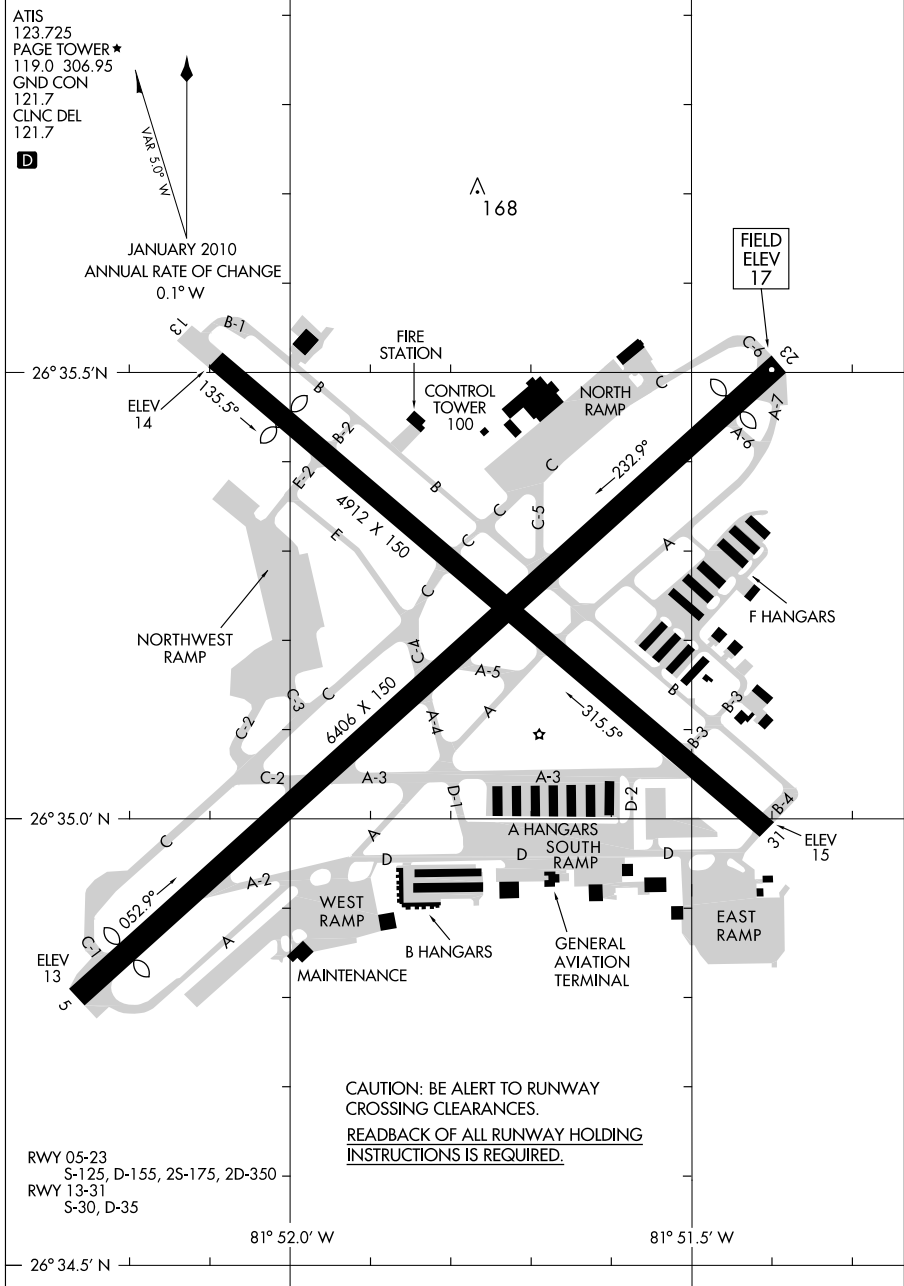 ATIS
123.725
PAGE TOWER★
119.0 306.95
GND CON
121.7
CLNC DEL
121.7
D
VAR 5.0° W
JANUARY 2010
ANNUAL RATE OF CHANGE
0.1° W
168
FIELD
ELEV
17
13
B-1
FIRE
STATION
C-6
23
26° 35.5' N
ELEV
14
135.5°
B
CONTROL
TOWER
100
NORTH
RAMP
C
A-7
B-2
A-6
E-2
B
C
232.9°
4912 X 150
C
C-5
E
C
A
C
F HANGARS
NORTHWEST
RAMP
C-4
A-5
B
C-3
C
6406 X 150
A-4
A
315.5°
B-3
B-3
C-2
C-2
A-3
A-3
D-1
D-2
B-4
26° 35.0' N
A
A HANGARS
SOUTH
RAMP
31
ELEV
15
C
D
D
D
A-2
052.9°
WEST
RAMP
EAST
RAMP
C-1
A
B HANGARS
GENERAL
AVIATION
TERMINAL
ELEV
13
MAINTENANCE
5
CAUTION: BE ALERT TO RUNWAY
CROSSING CLEARANCES.
READBACK OF ALL RUNWAY HOLDING
INSTRUCTIONS IS REQUIRED.
RWY 05-23
S-125, D-155, 2S-175, 2D-350
RWY 13-31
S-30, D-35
81° 52.0' W
81° 51.5' W
26° 34.5' N